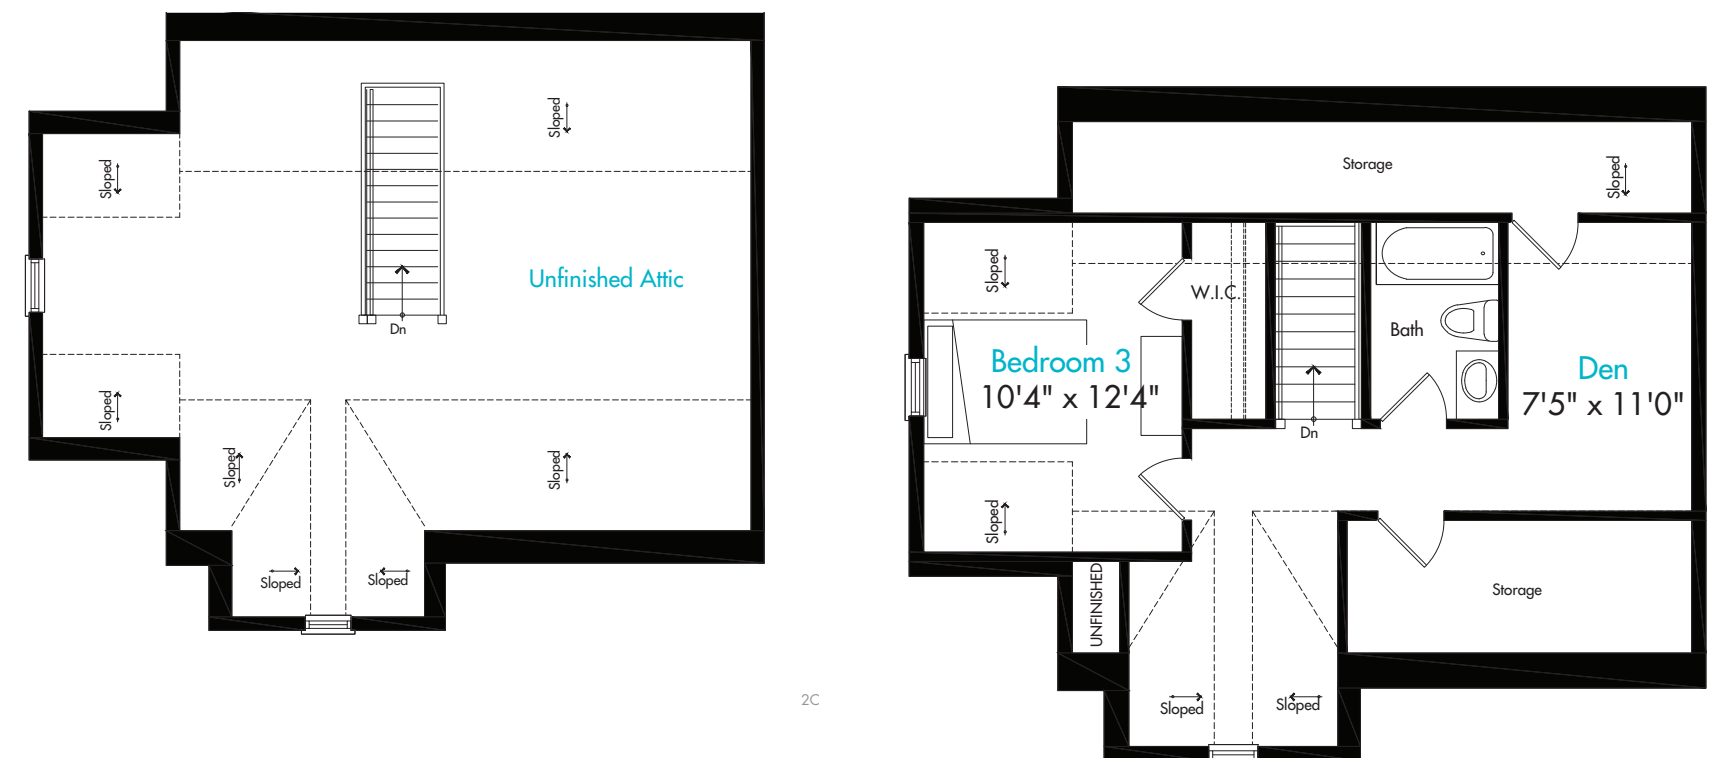 Sloped
Sloped
Unfinished Attic
Dn
Sloped
Sloped
Sloped
Sloped
Sloped
2C
Storage
Sloped
Sloped
W.I.C.
Bath
Bedroom 3
10'4" x 12'4"
Den
7'5" x 11'0"
Dn
Sloped
UNFINISHED
Storage
Sloped
Sloped